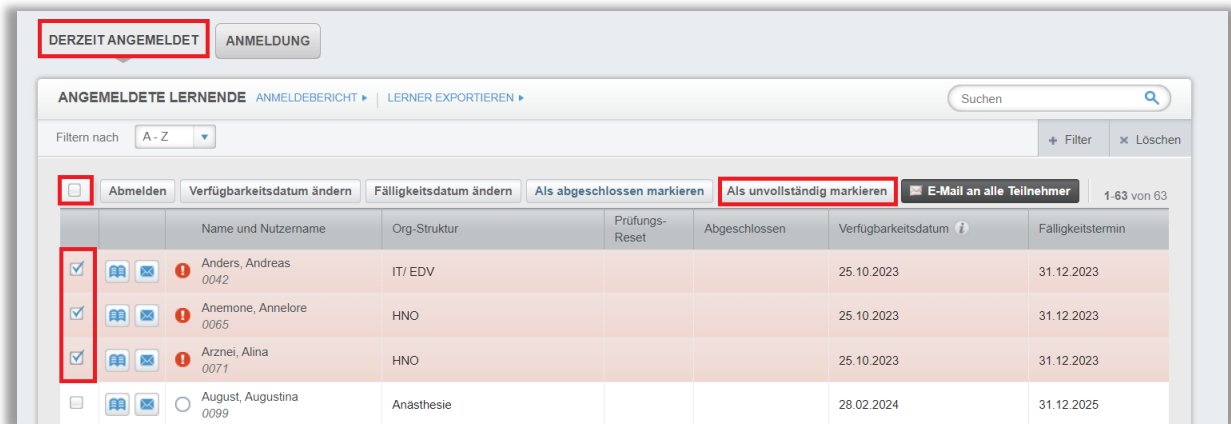 DERZEIT ANGEMELDET ANMELDUNG
ANGEMELDETE LERNENDE ANMELDEBERICHT | LERNER EXPORTIEREN Suchen
Filtern nach A - Z + Filter × Löschen
Abmelden Verfügbarkeitsdatum ändern Fälligkeitsdatum ändern Als abgeschlossen markieren Als unvollständig markieren E-Mail an alle Teilnehmer 1-63 von 63
Name und Nutzername Org-Struktur Prüfungs- Abgeschlossen Verfügbarkeitsdatum i Fälligkeitstermin
Reset
Anders, Andreas IT/ EDV 25.10.2023 31.12.2023
0042
Anemone, Annelore HNO 25.10.2023 31.12.2023
0065
Arznei, Alina HNO 25.10.2023 31.12.2023
0071
August, Augustina Anästhesie 28.02.2024 31.12.2025
0099